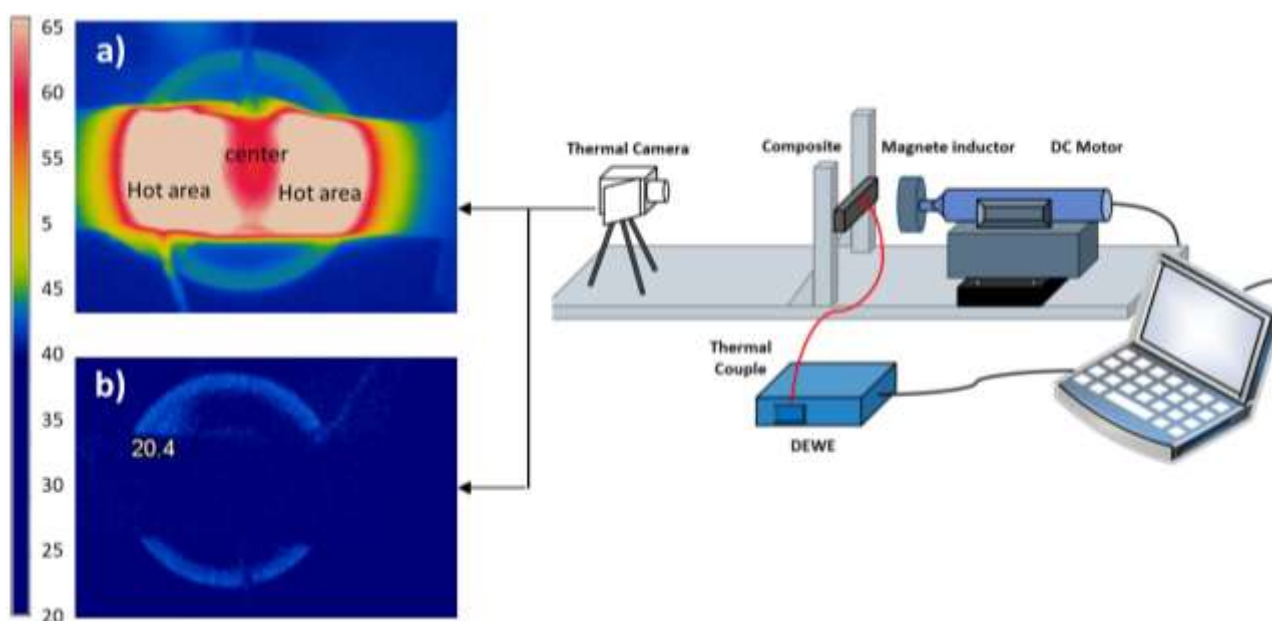 65
60
55
5
45
40
35
30
25
20
a)
center
Hot area
Hot area
b)
20.4
Thermal Camera
Composite
Magnete inductor
DC Motor
Thermal
Couple
DEWE